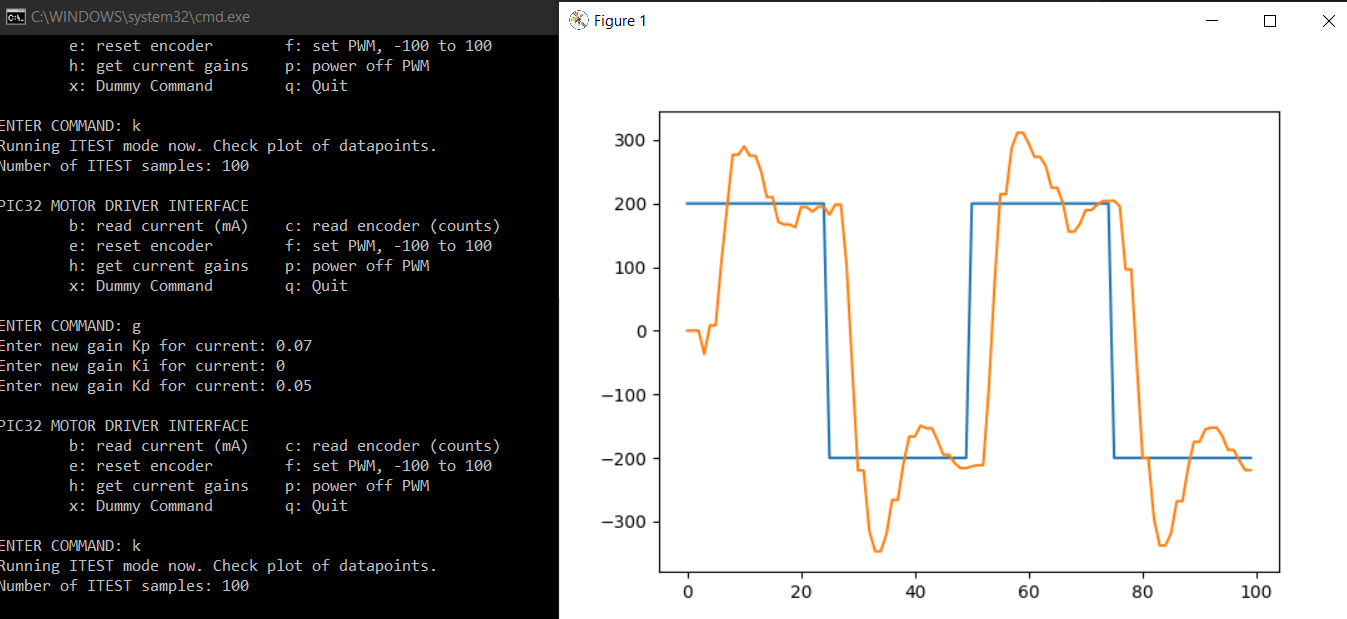 C:\WINDOWS\system32\cmd.exe
e: reset encoder f: set PWM, -100 to 100
h: get current gains p: power off PWM
x: Dummy Command q: Quit
ENTER COMMAND: k
Running ITEST mode now. Check plot of datapoints.
Number of ITEST samples: 100
PIC32 MOTOR DRIVER INTERFACE
b: read current (mA) c: read encoder (counts)
e: reset encoder f: set PWM, -100 to 100
h: get current gains p: power off PWM
x: Dummy Command q: Quit
ENTER COMMAND: g
Enter new gain Kp for current: 0.07
Enter new gain Ki for current: 0
Enter new gain Kd for current: 0.05
PIC32 MOTOR DRIVER INTERFACE
b: read current (mA) c: read encoder (counts)
e: reset encoder f: set PWM, -100 to 100
h: get current gains p: power off PWM
x: Dummy Command q: Quit
ENTER COMMAND: k
Running ITEST mode now. Check plot of datapoints.
Number of ITEST samples: 100
Figure 1
300
200
100
0
−100
−200
−300
0 20 40 60 80 100